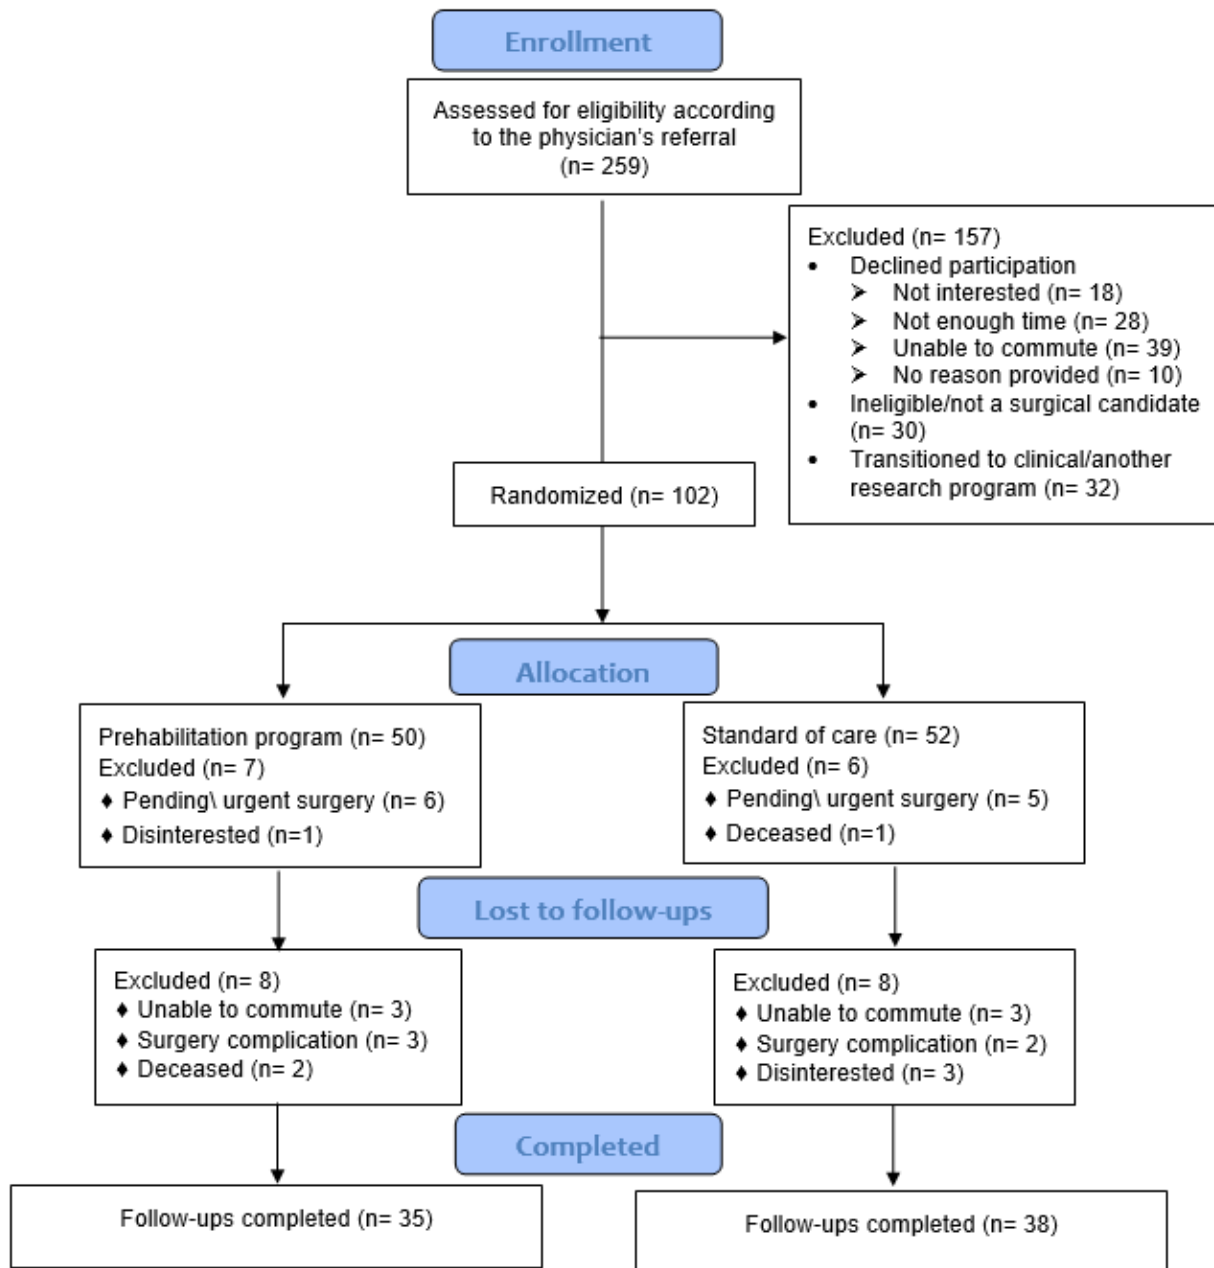 Enrollment
Assessed for eligibility according
to the physician's referral
(n= 259)
Excluded (n= 157)
• Declined participation
➤ Not interested (n= 18)
➤ Not enough time (n= 28)
➤ Unable to commute (n= 39)
➤ No reason provided (n= 10)
• Ineligible/not a surgical candidate
(n= 30)
• Transitioned to clinical/another
research program (n= 32)
Randomized (n= 102)
Allocation
Prehabilitation program (n= 50)
Excluded (n= 7)
♦ Pending\ urgent surgery (n= 6)
♦ Disinterested (n=1)
Standard of care (n= 52)
Excluded (n= 6)
♦ Pending\ urgent surgery (n= 5)
♦ Deceased (n=1)
Lost to follow-ups
Excluded (n= 8)
♦ Unable to commute (n= 3)
♦ Surgery complication (n= 3)
♦ Deceased (n= 2)
Excluded (n= 8)
♦ Unable to commute (n= 3)
♦ Surgery complication (n= 2)
♦ Disinterested (n= 3)
Completed
Follow-ups completed (n= 35)
Follow-ups completed (n= 38)